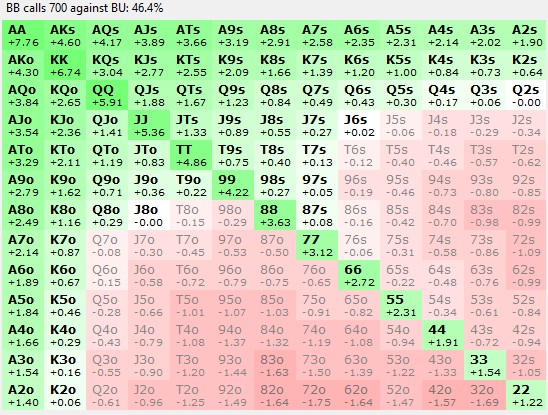 BB calls 700 against BU: 46.4%
AA AKs AQs AJs ATs A9s A8s A7s A6s A5s A4s A3s A2s
+7.76 +4.60 +4.17 +3.89 +3.66 +3.19 +2.91 +2.58 +2.35 +2.31 +2.14 +2.02 +1.90
AKo KK KQs KJs KTs K9s K8s K7s K6s K5s K4s K3s K2s
+4.30 +6.74 +3.04 +2.77 +2.55 +2.09 +1.66 +1.39 +1.20 +1.00 +0.84 +0.73 +0.64
AQo KQo QQ QJs QTs Q9s Q8s Q7s Q6s Q5s Q4s Q3s Q2s
+3.84 +2.65 +5.91 +1.88 +1.67 +1.23 +0.84 +0.49 +0.43 +0.30 +0.17 +0.06 -0.00
AJo KJo QJo JJ JTs J9s J8s J7s J6s J5s J4s J3s J2s
+3.54 +2.36 +1.41 +5.36 +1.33 +0.89 +0.55 +0.27 +0.02 -0.06 -0.18 -0.29 -0.34
ATo KTo QTo JTo TT T9s T8s T7s T6s T5s T4s T3s T2s
+3.29 +2.11 +1.19 +0.83 +4.86 +0.75 +0.40 +0.13 -0.12 -0.40 -0.46 -0.57 -0.62
A9o K9o Q9o J9o T9o 99 98s 97s 96s 95s 94s 93s 92s
+2.79 +1.62 +0.71 +0.36 +0.22 +4.22 +0.27 +0.05 -0.19 -0.46 -0.73 -0.80 -0.85
A8o K8o Q8o J8o T8o 98o 88 87s 86s 85s 84s 83s 82s
+2.49 +1.16 +0.29 -0.00 -0.15 -0.29 +3.63 +0.08 -0.15 -0.42 -0.70 -0.98 -0.99
A7o K7o Q7o J7o T7o 97o 87o 77 76s 75s 74s 73s 72s
+2.14 +0.87 -0.08 -0.30 -0.45 -0.53 -0.50 +3.12 -0.06 -0.31 -0.58 -0.86 -1.09
A6o K6o Q6o J6o T6o 96o 86o 76o 66 65s 64s 63s 62s
+1.89 +0.67 -0.15 -0.58 -0.72 -0.79 -0.75 -0.65 +2.72 -0.22 -0.48 -0.76 -0.99
A5o K5o Q5o J5o T5o 95o 85o 75o 65o 55 54s 53s 52s
+1.84 +0.46 -0.28 -0.66 -1.01 -1.07 -1.03 -0.91 -0.82 +2.31 -0.34 -0.61 -0.84
A4o K4o Q4o J4o T4o 94o 84o 74o 64o 54o 44 43s 42s
+1.66 +0.29 -0.43 -0.79 -1.08 -1.37 -1.32 -1.19 -1.08 -0.94 +1.91 -0.72 -0.94
A3o K3o Q3o J3o T3o 93o 83o 73o 63o 53o 43o 33 32s
+1.54 +0.16 -0.55 -0.90 -1.20 -1.44 -1.63 -1.50 -1.39 -1.22 -1.33 +1.54 -1.05
A2o K2o Q2o J2o T2o 92o 82o 72o 62o 52o 42o 32o 22
+1.40 +0.06 -0.61 -0.96 -1.25 -1.49 -1.64 -1.75 -1.64 -1.47 -1.57 -1.69 +1.22